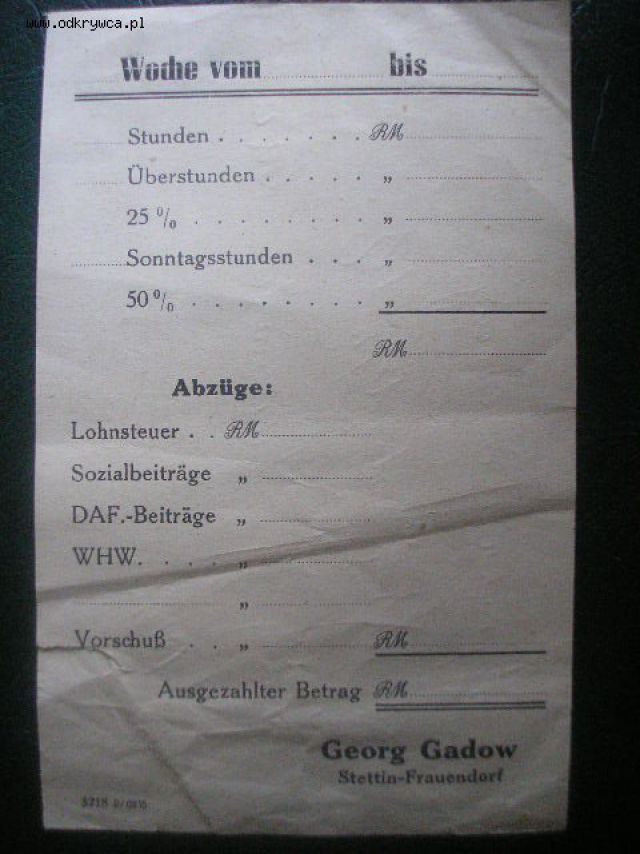 www.odkrywca.pl
Woche vom bis
Stunden . . . . . . . RM
Überstunden . . . . . „
25 % . . . . . . . . „
Sonntagsstunden . . . „
50 % . . . . . . . . „
RM
Abzüge:
Lohnsteuer . . RM
Sozialbeiträge „
DAF.-Beiträge „
WHW. . . . . „
„
Vorschuß . . „ RM
Ausgezahlter Betrag RM
Georg Gadow
Stettin-Frauendorf